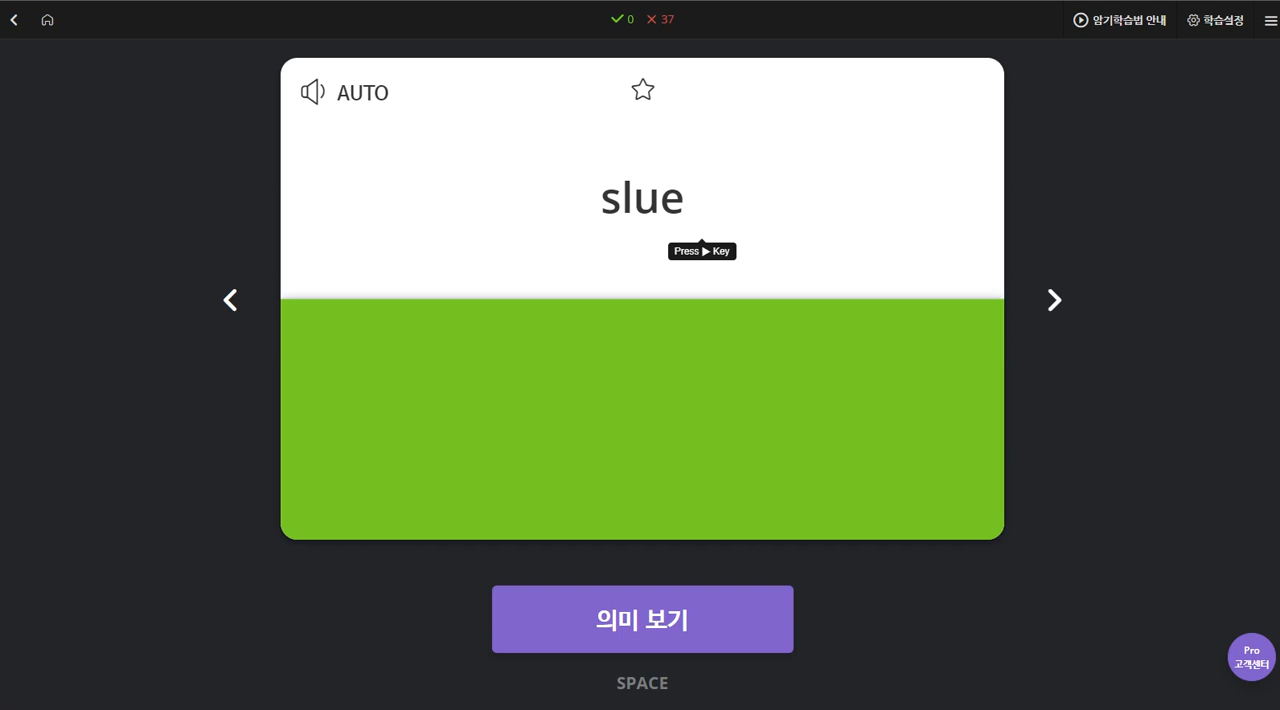 0 37 암기학습법 안내 학습설정
AUTO
slue
Press ▶ Key
의미 보기
SPACE
Pro
고객센터